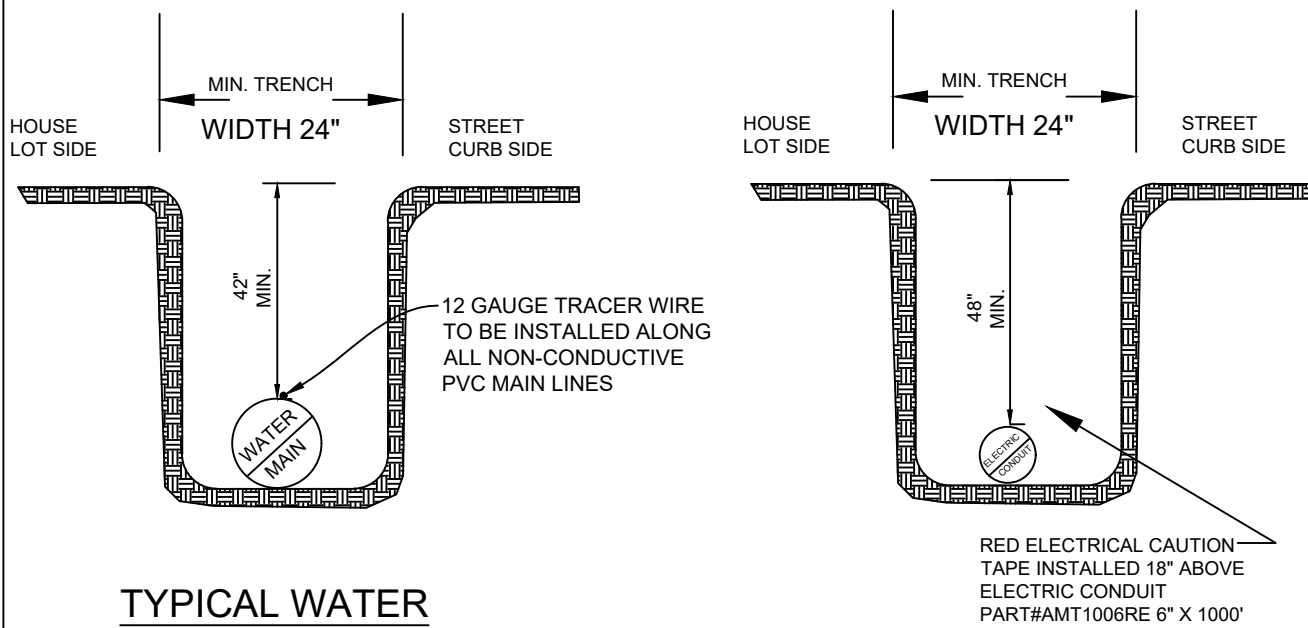 MIN. TRENCH
WIDTH 24"
HOUSE
LOT SIDE
STREET
CURB SIDE
42"
MIN.
12 GAUGE TRACER WIRE
TO BE INSTALLED ALONG
ALL NON-CONDUCTIVE
PVC MAIN LINES
WATER
MAIN
TYPICAL WATER
MIN. TRENCH
WIDTH 24"
HOUSE
LOT SIDE
STREET
CURB SIDE
48"
MIN.
ELECTRIC
CONDUIT
RED ELECTRICAL CAUTION
TAPE INSTALLED 18" ABOVE
ELECTRIC CONDUIT
PART#AMT1006RE 6" X 1000'